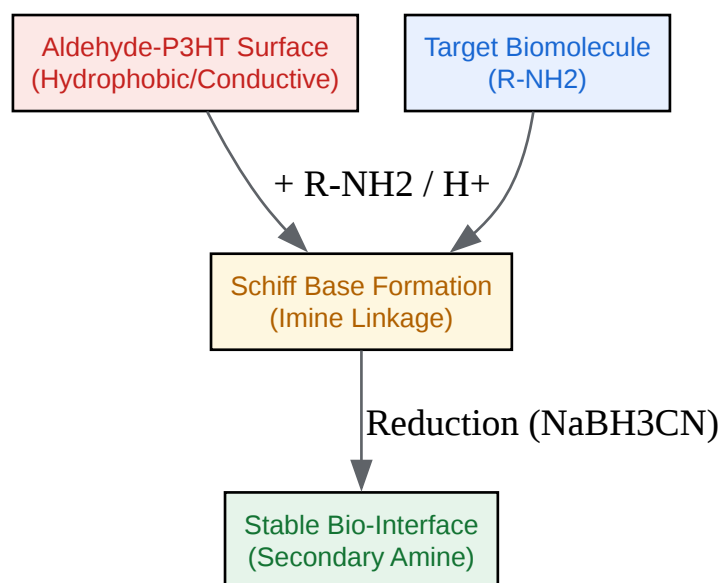 Aldehyde-P3HT Surface
(Hydrophobic/Conductive)
Target Biomolecule
(R-NH2)
+ R-NH2 / H+
Schiff Base Formation
(Imine Linkage)
Reduction (NaBH3CN)
Stable Bio-Interface
(Secondary Amine)